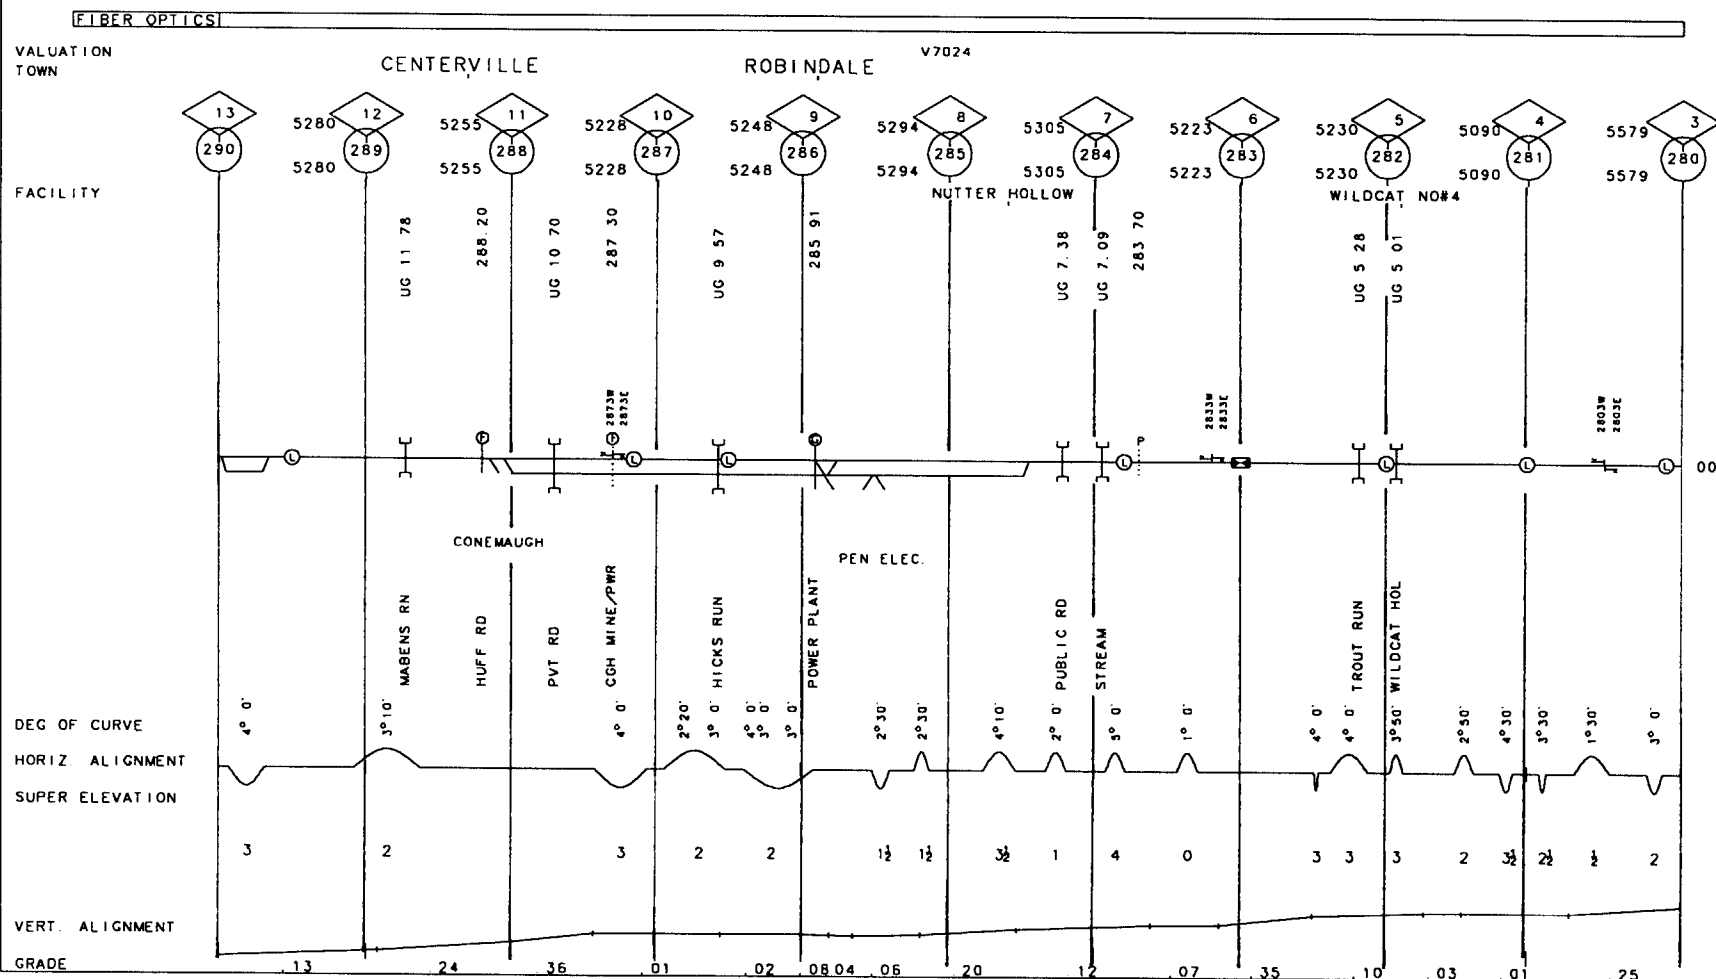 FIBER OPTICS
VALUATION V7024
TOWN CENTERVILLE ROBINDALE
13 12 11 10 9 8 7 6 5 4 3
5280 5255 5228 5248 5294 5305 5223 5230 5090 5579
290 289 288 287 286 285 284 283 282 281 280
5280 5255 5228 5248 5294 5305 5223 5230 5090 5579
FACILITY NUTTER HOLLOW WILDCAT NO#4
UG 11 78
288.20
UG 10 70
287 30
UG 9 57
285 91
UG 7.38
UG 7.09
283 70
UG 5 28
UG 5 01
2873W
2873E
2833W
2833E
2803W
2803E
F F G P
L L L L L L L
00
CONEMAUGH
PEN ELEC.
MABENS RN
HUFF RD
PVT RD
CGH MINE/PWR
HICKS RUN
POWER PLANT
PUBLIC RD
STREAM
TROUT RUN
WILDCAT HOL
DEG OF CURVE 4° 0' 3°10' 4° 0' 2°20' 3° 0' 4° 0' 3° 0' 3° 0' 2°30' 2°30' 4°10' 2° 0' 5° 0' 1° 0' 4° 0' 4° 0' 3°50' 2°50' 4°30' 3°30' 1°30' 3° 0'
HORIZ. ALIGNMENT
SUPER ELEVATION
3 2 3 2 2 1½ 1½ 3½ 1 4 0 3 3 3 2 3½ 2½ ½ 2
VERT. ALIGNMENT
GRADE .13 .24 .36 .01 .02 .08 04 .06 .20 .12 .07 .35 .10 .03 .01 .25